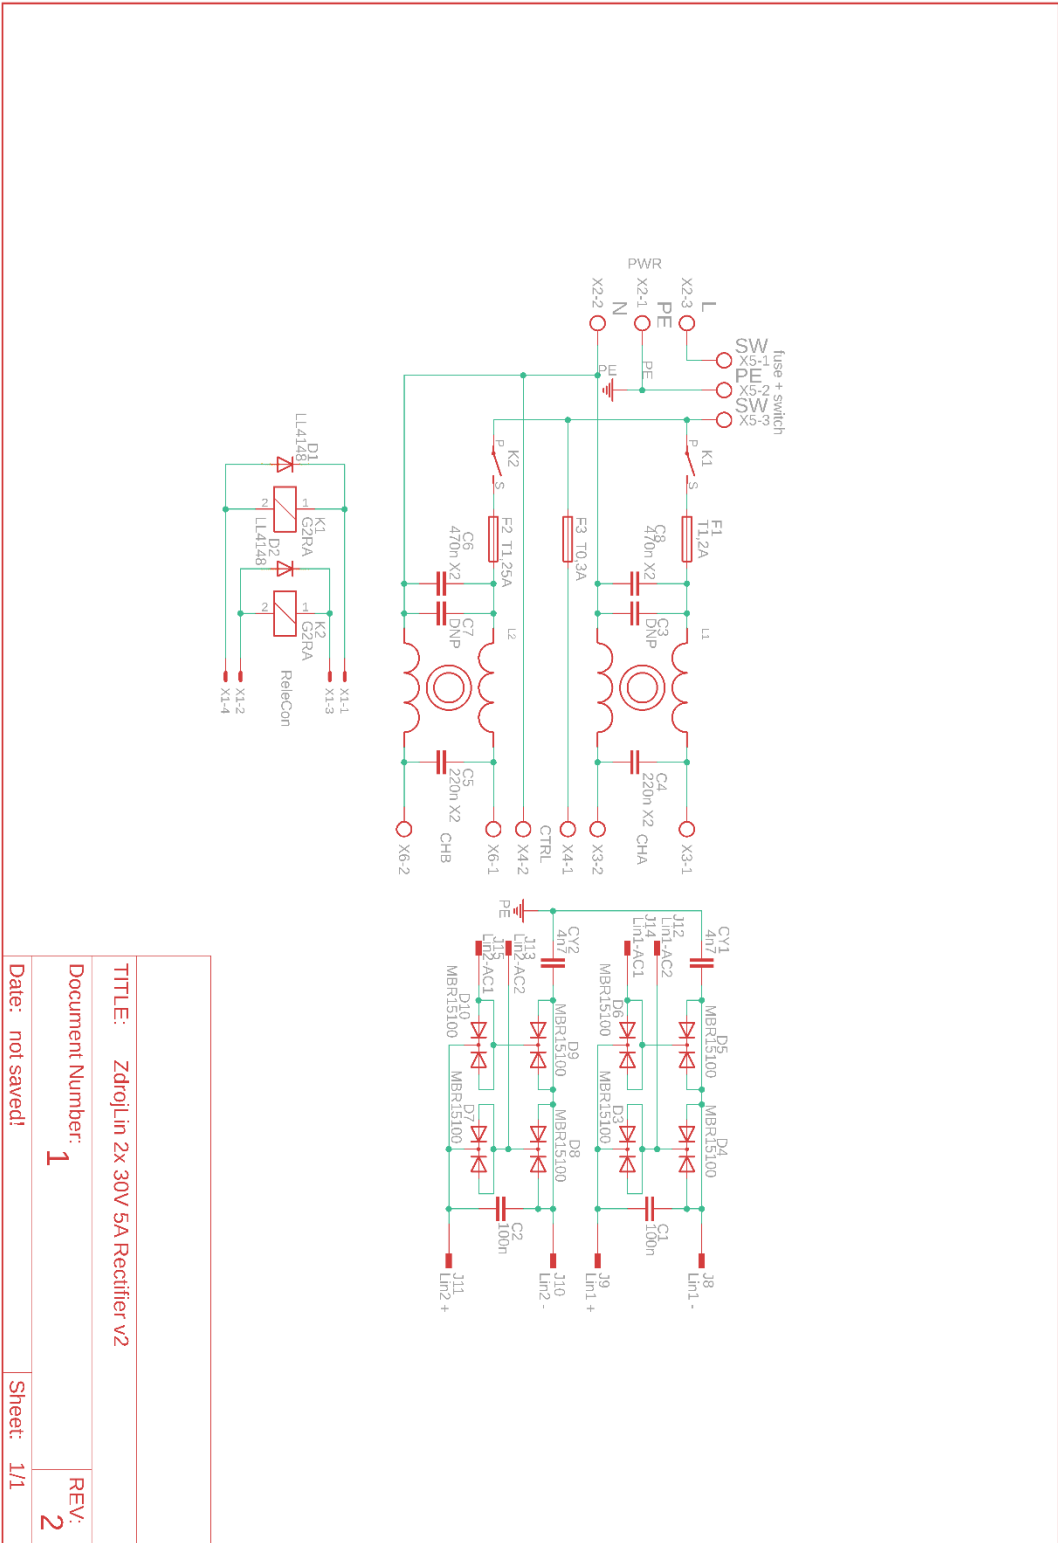 PWR
X2-3
L
X2-1
PE
X2-2
N
SW
X5-1
PE
X5-2
SW
X5-3
fuse + switch
PE
PE
P
K1
S
P
K2
S
F1
T1,2A
F3 T0,3A
F2 T1,25A
C8
470n X2
C6
470n X2
C3
DNP
C7
DNP
L1
L2
C4
220n X2
C5
220n X2
X3-1
CHA
X3-2
X4-1
CTRL
X4-2
X6-1
CHB
X6-2
D1
LL4148
2
1
K1
G2RA
D2
LL4148
2
1
K2
G2RA
ReleCon
X1-1
X1-3
X1-2
X1-4
PE
CY1
4n7
J12
Lin1-AC2
J14
Lin1-AC1
CY2
4n7
J13
Lin2-AC2
J15
Lin2-AC1
D5
MBR15100
D6
MBR15100
D9
MBR15100
D10
MBR15100
D4
MBR15100
D3
MBR15100
D8
MBR15100
D7
MBR15100
C1
100n
C2
100n
J8
Lin1 -
J9
Lin1 +
J10
Lin2 -
J11
Lin2 +
TITLE: ZdrojLin 2x 30V 5A Rectifier v2
Document Number:
1
REV:
2
Date: not saved!
Sheet: 1/1